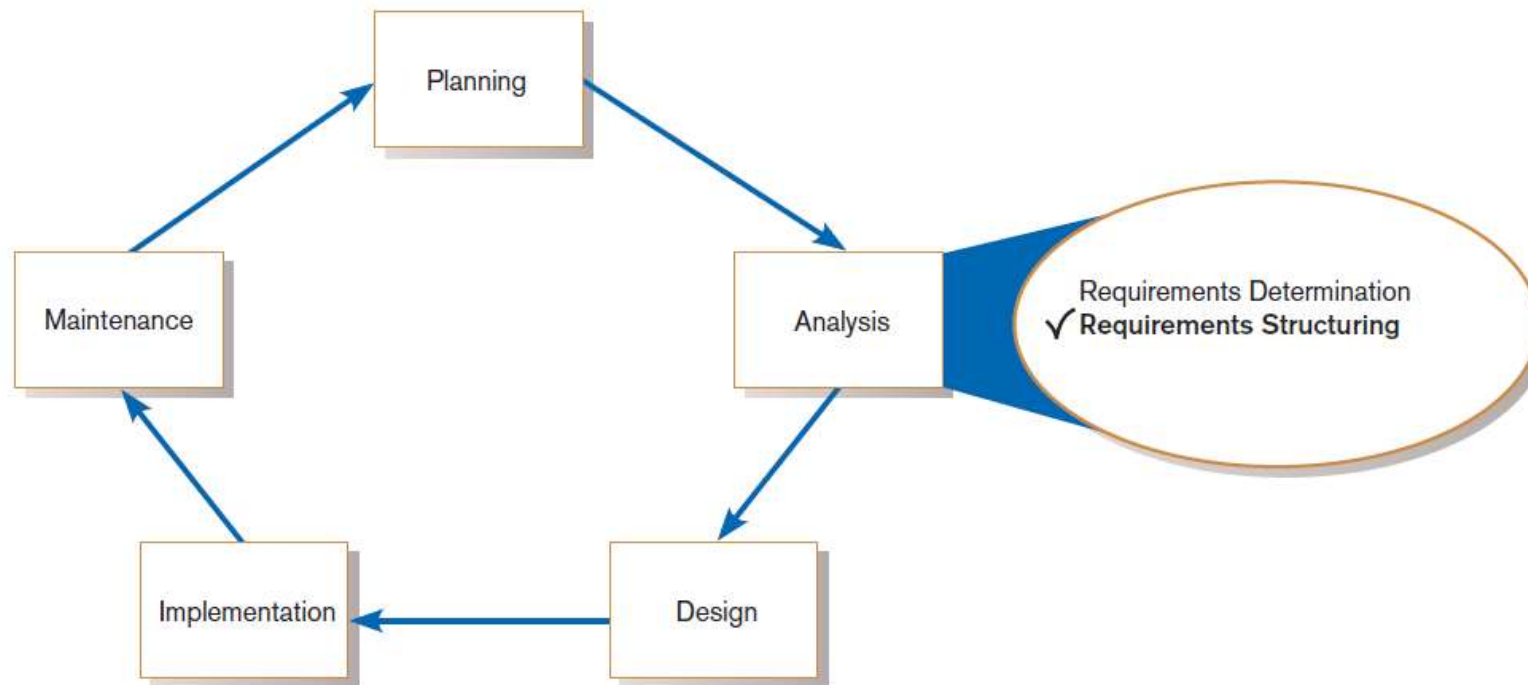 Planning
Maintenance
Analysis
Requirements Determination
✓Requirements Structuring
Implementation
Design